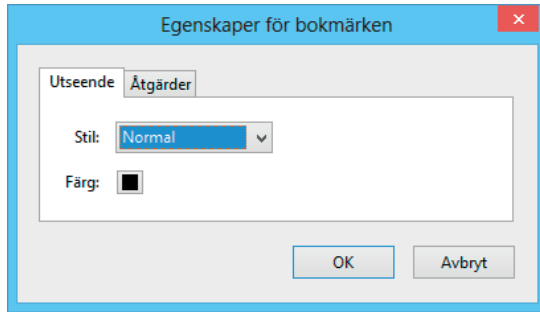 Egenskaper för bokmärken
Utseende Åtgärder
Stil: Normal
Färg:
OK Avbryt